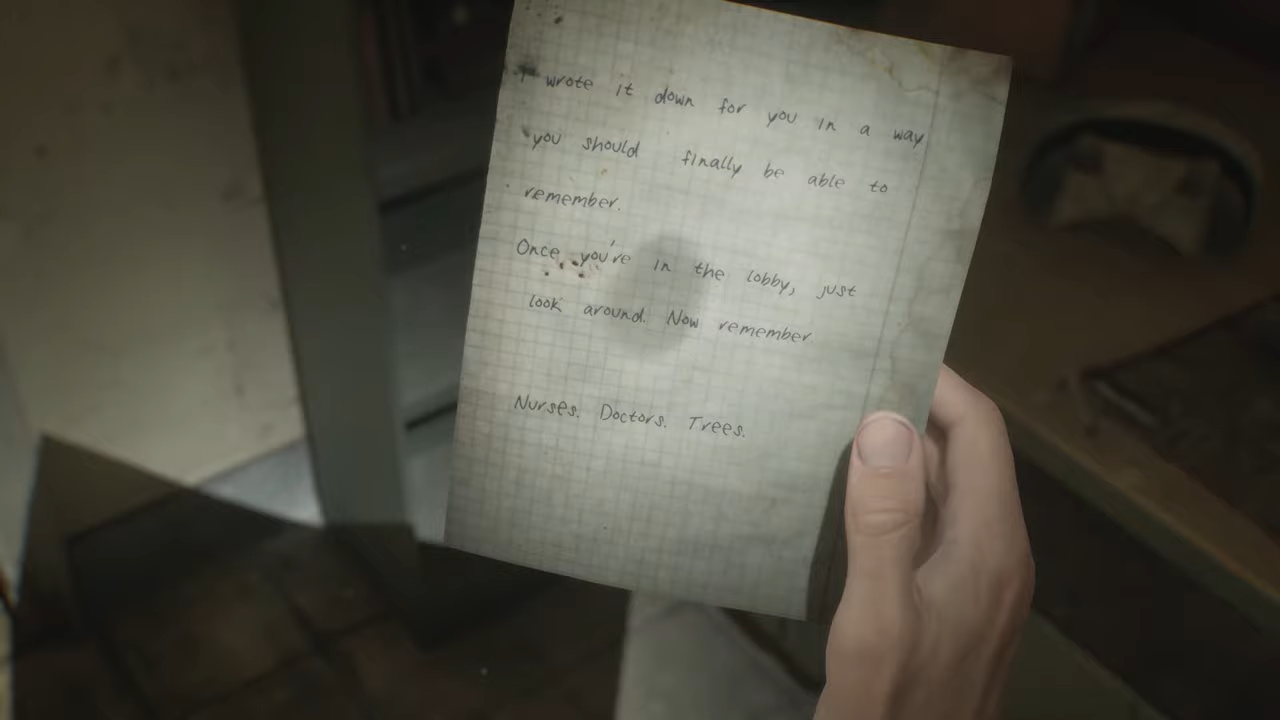 I wrote it down for you in a way
you should finally be able to
remember.
Once you're in the lobby, just
look around. Now remember
Nurses. Doctors. Trees.